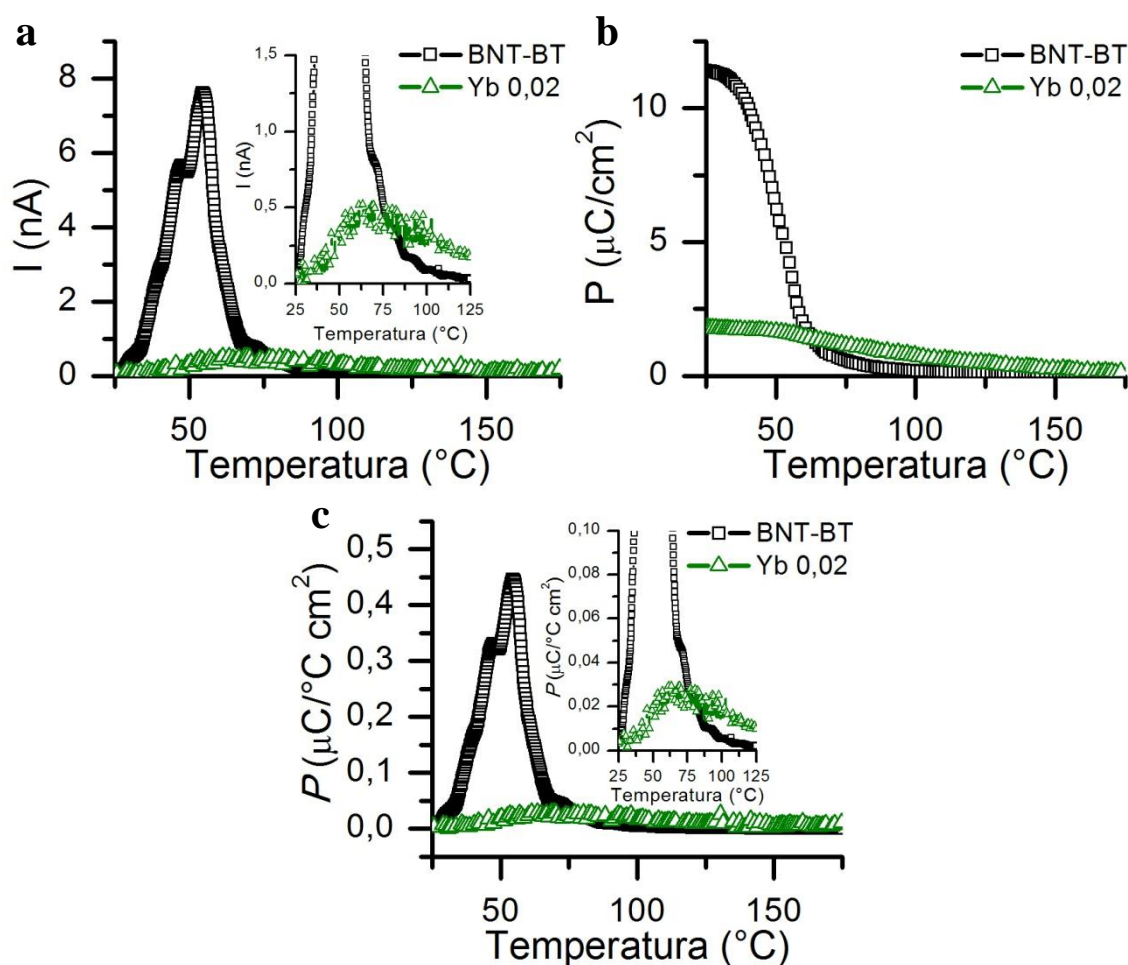 a
I (nA)
8
6
4
2
0
50
100
150
Temperatura (°C)
BNT-BT
Yb 0,02
I (nA)
1,5
1,0
0,5
0,0
25
50
75
100
125
Temperatura (°C)
b
P (μC/cm²)
10
5
0
50
100
150
Temperatura (°C)
BNT-BT
Yb 0,02
c
P (μC/°C cm²)
0,5
0,4
0,3
0,2
0,1
0,0
50
100
150
Temperatura (°C)
BNT-BT
Yb 0,02
P (μC/°C cm²)
0,10
0,08
0,06
0,04
0,02
0,00
25
50
75
100
125
Temperatura (°C)